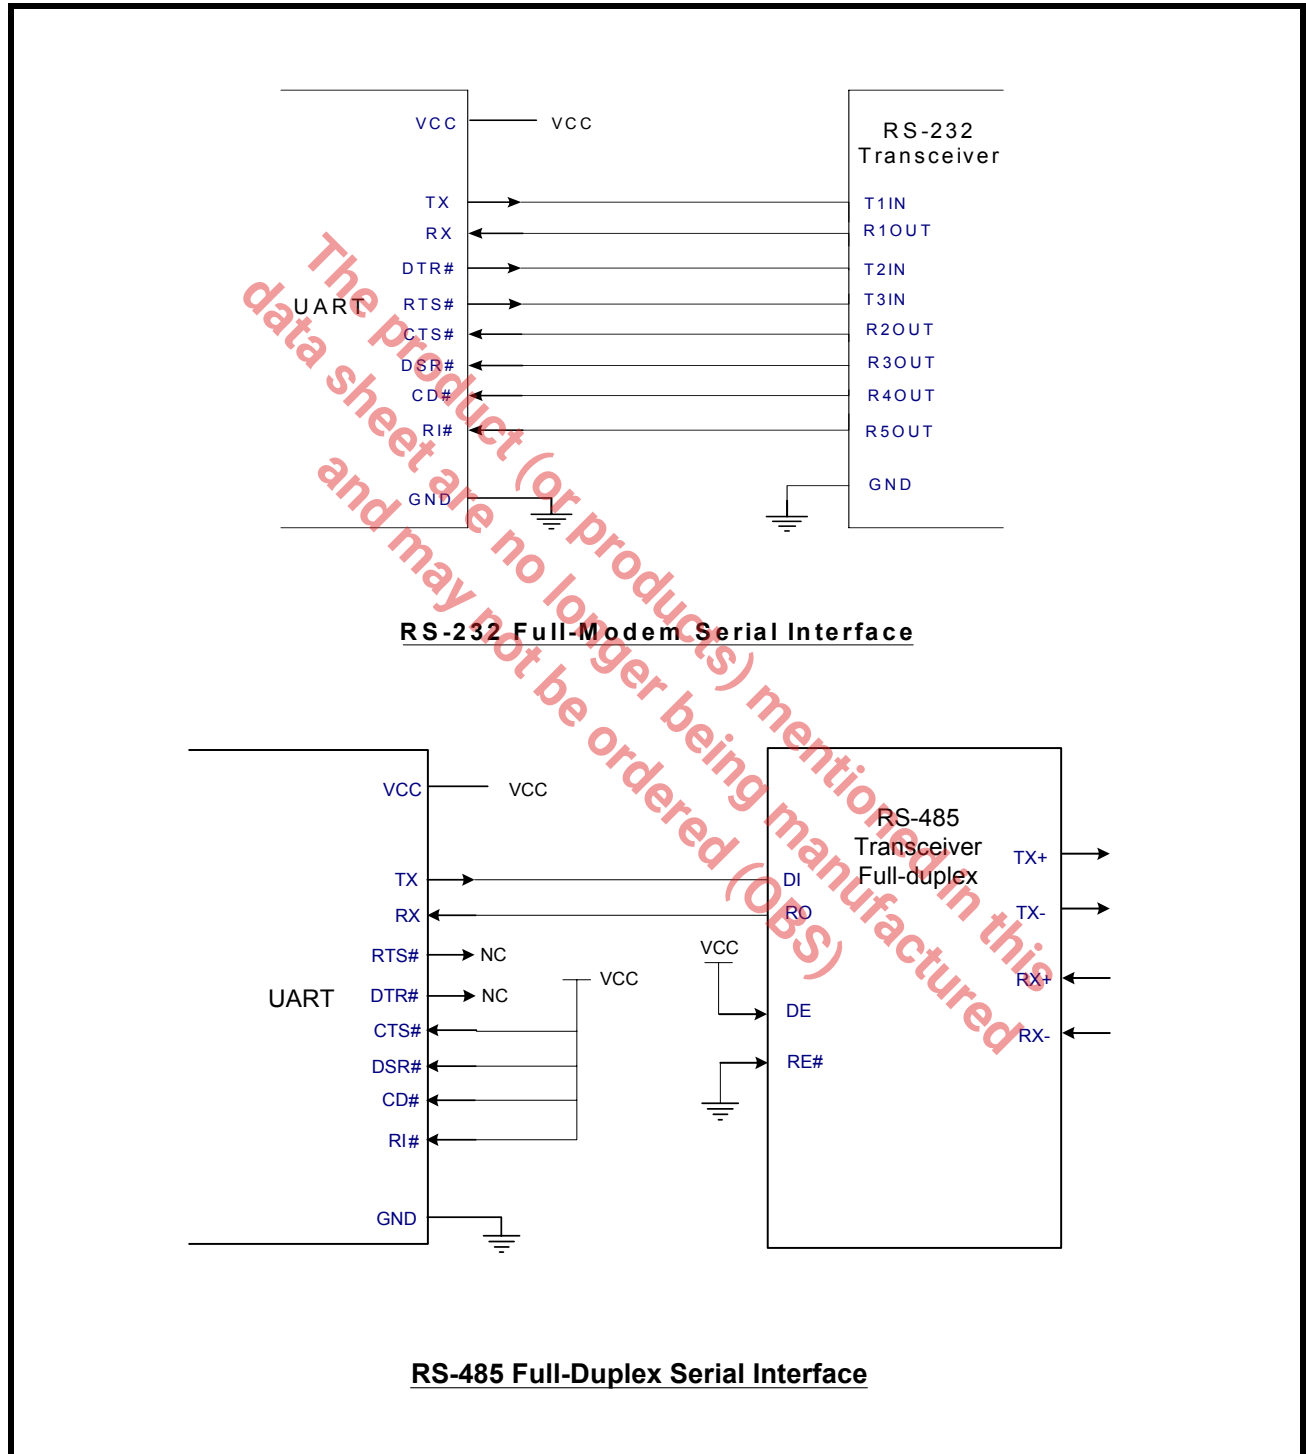 VCC
VCC
RS-232
Transceiver
TX
T1IN
RX
R1OUT
DTR#
T2IN
UART
RTS#
T3IN
CTS#
R2OUT
DSR#
R3OUT
CD#
R4OUT
RI#
R5OUT
GND
GND
RS-232 Full-Modem Serial Interface
The product (or products) mentioned in this
data sheet are no longer being manufactured
and may not be ordered (OBS)
VCC
VCC
RS-485
Transceiver
Full-duplex
TX+
TX
DI
RX
RO
TX-
RTS#
NC
VCC
VCC
RX+
UART
DTR#
NC
DE
CTS#
RX-
DSR#
RE#
CD#
RI#
GND
RS-485 Full-Duplex Serial Interface